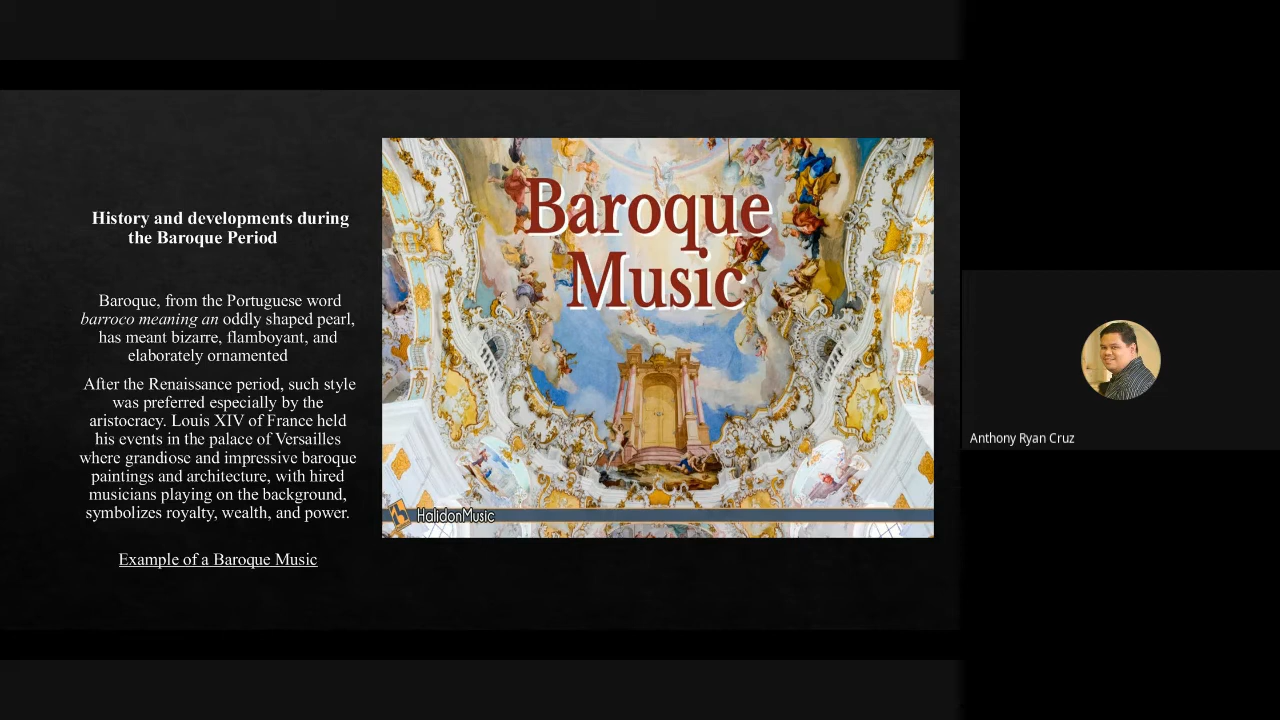 History and developments during
the Baroque Period
Baroque, from the Portuguese word
barroco meaning an oddly shaped pearl,
has meant bizarre, flamboyant, and
elaborately ornamented
After the Renaissance period, such style
was preferred especially by the
aristocracy. Louis XIV of France held
his events in the palace of Versailles
where grandiose and impressive baroque
paintings and architecture, with hired
musicians playing on the background,
symbolizes royalty, wealth, and power.
Example of a Baroque Music
Baroque
Music
HalidonMusic
Anthony Ryan Cruz